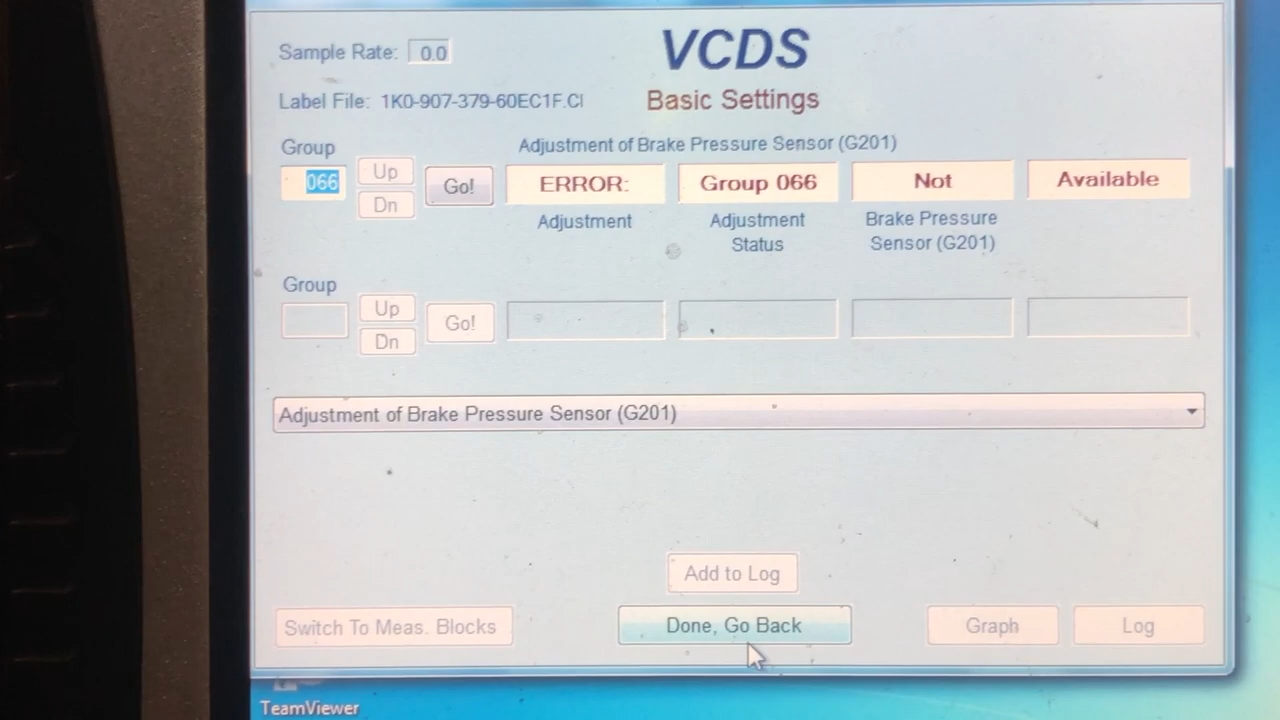 VCDS
Sample Rate: 0.0
Label File: 1K0-907-379-60EC1F.Cl
Basic Settings
Group
Adjustment of Brake Pressure Sensor (G201)
066
Up
Dn
Go!
ERROR:
Group 066
Not
Available
Adjustment
Adjustment
Status
Brake Pressure
Sensor (G201)
Group
Up
Dn
Go!
Adjustment of Brake Pressure Sensor (G201)
Add to Log
Switch To Meas. Blocks
Done, Go Back
Graph
Log
TeamViewer